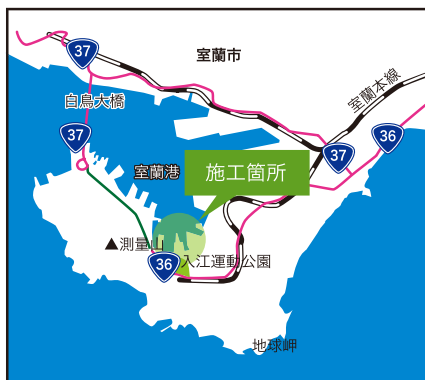 37
室蘭市
室蘭本線
白鳥大橋
37
36
室蘭港
施工箇所
37
▲測量山
36
入江運動公園
地球岬